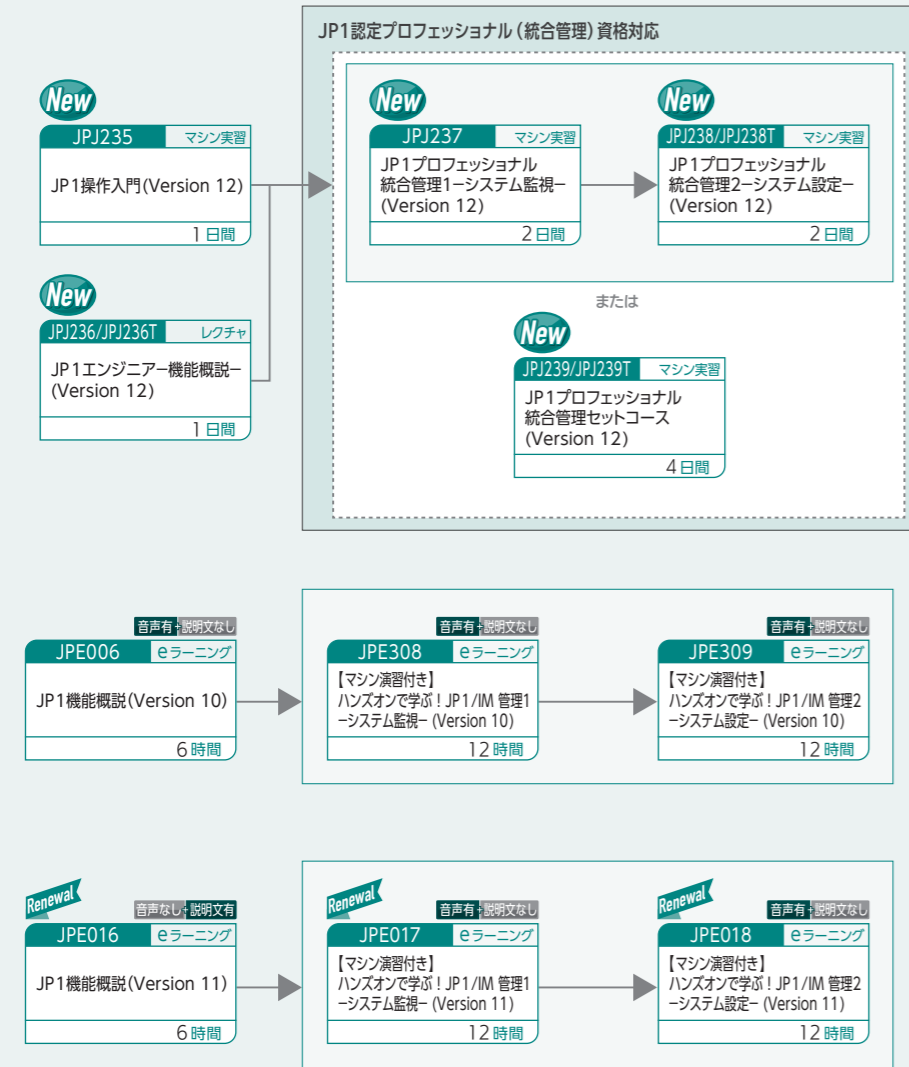 JP1認定プロフェッショナル(統合管理)資格対応
New
JPJ235 マシン実習
JP1操作入門(Version 12)
1日間
New
JPJ236/JPJ236T レクチャ
JP1エンジニアー機能概説ー
(Version 12)
1日間
New
JPJ237 マシン実習
JP1プロフェッショナル
統合管理1ーシステム監視ー
(Version 12)
2日間
New
JPJ238/JPJ238T マシン実習
JP1プロフェッショナル
統合管理2ーシステム設定ー
(Version 12)
2日間
または
New
JPJ239/JPJ239T マシン実習
JP1プロフェッショナル
統合管理セットコース
(Version 12)
4日間
音声有+説明文なし
JPE006 eラーニング
JP1機能概説(Version 10)
6時間
音声有+説明文なし
JPE308 eラーニング
【マシン演習付き】
ハンズオンで学ぶ!JP1/IM 管理1
ーシステム監視ー (Version 10)
12時間
音声有+説明文なし
JPE309 eラーニング
【マシン演習付き】
ハンズオンで学ぶ!JP1/IM 管理2
ーシステム設定ー (Version 10)
12時間
Renewal
音声なし+説明文有
JPE016 eラーニング
JP1機能概説(Version 11)
6時間
Renewal
音声有+説明文なし
JPE017 eラーニング
【マシン演習付き】
ハンズオンで学ぶ!JP1/IM 管理1
ーシステム監視ー (Version 11)
12時間
Renewal
音声有+説明文なし
JPE018 eラーニング
【マシン演習付き】
ハンズオンで学ぶ!JP1/IM 管理2
ーシステム設定ー (Version 11)
12時間